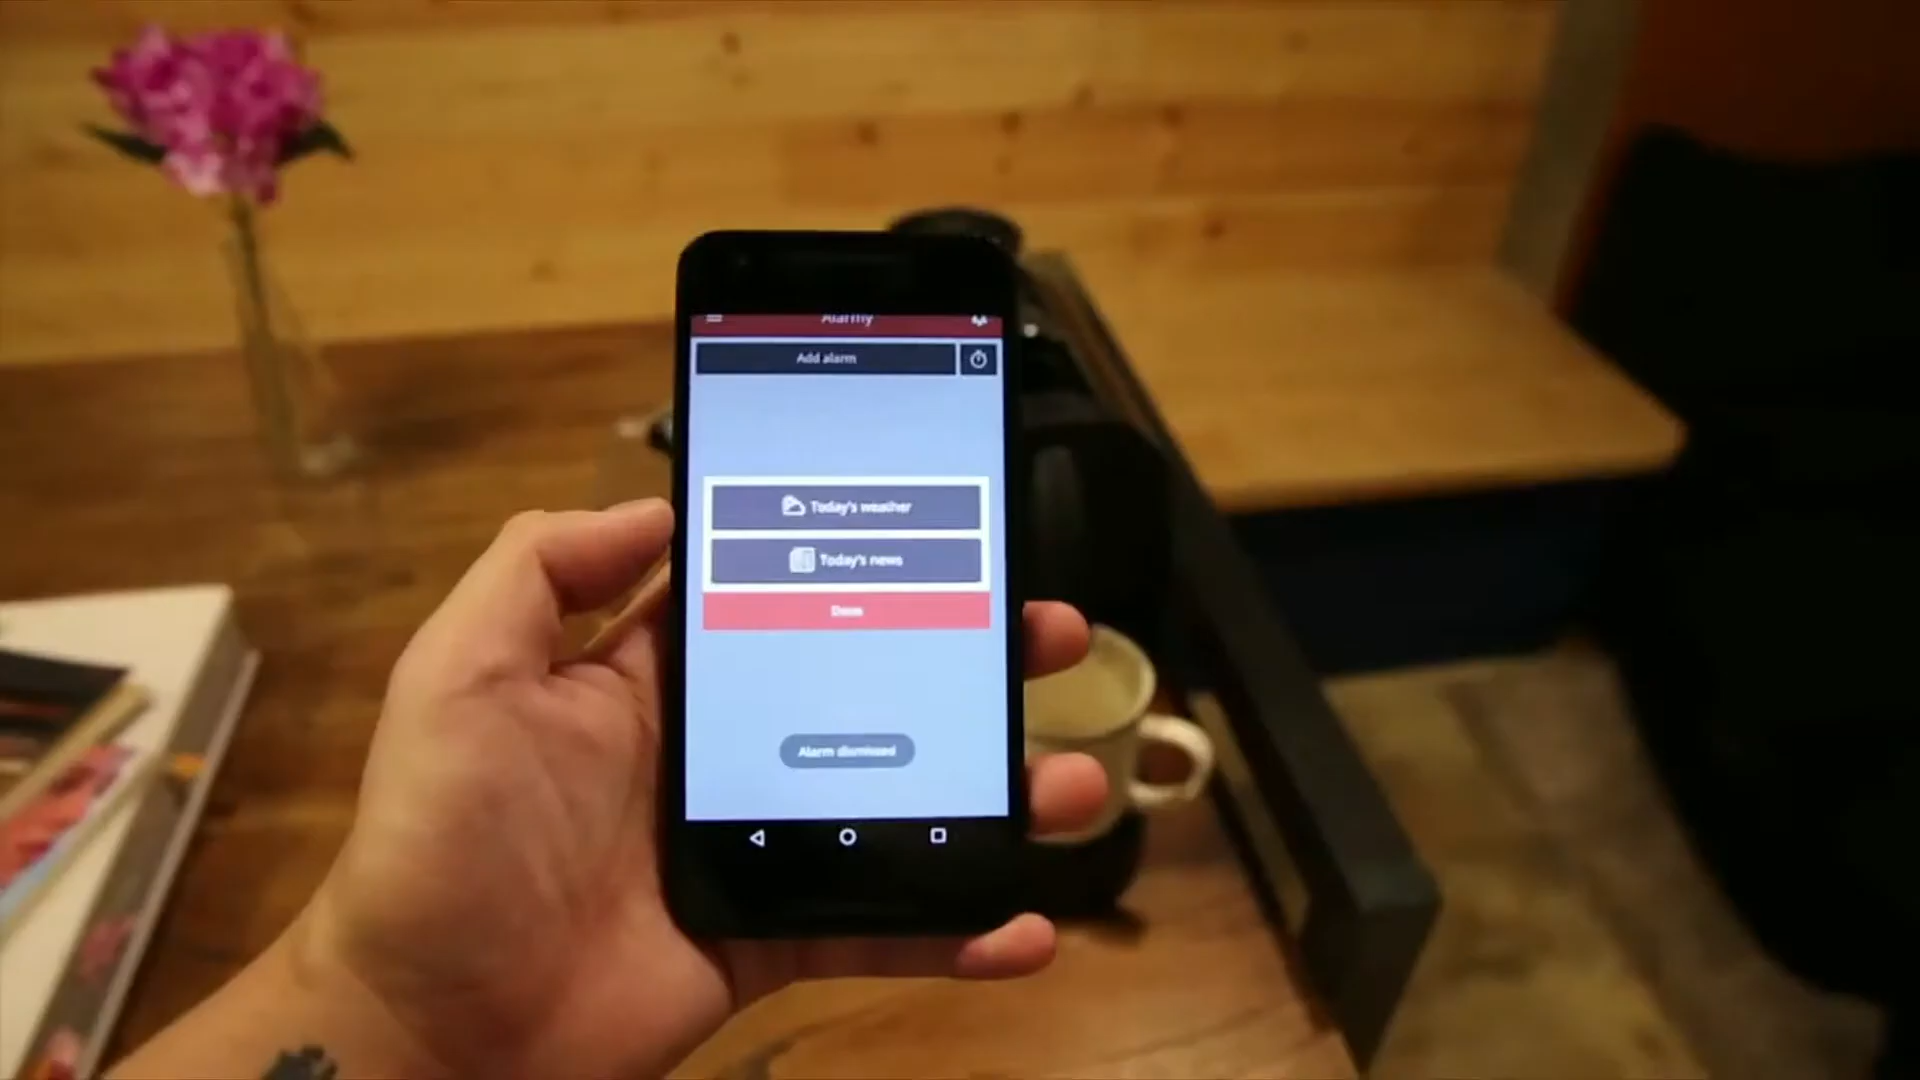 Alarmy
Add alarm
Today's weather
Today's news
Done
Alarm dismissed